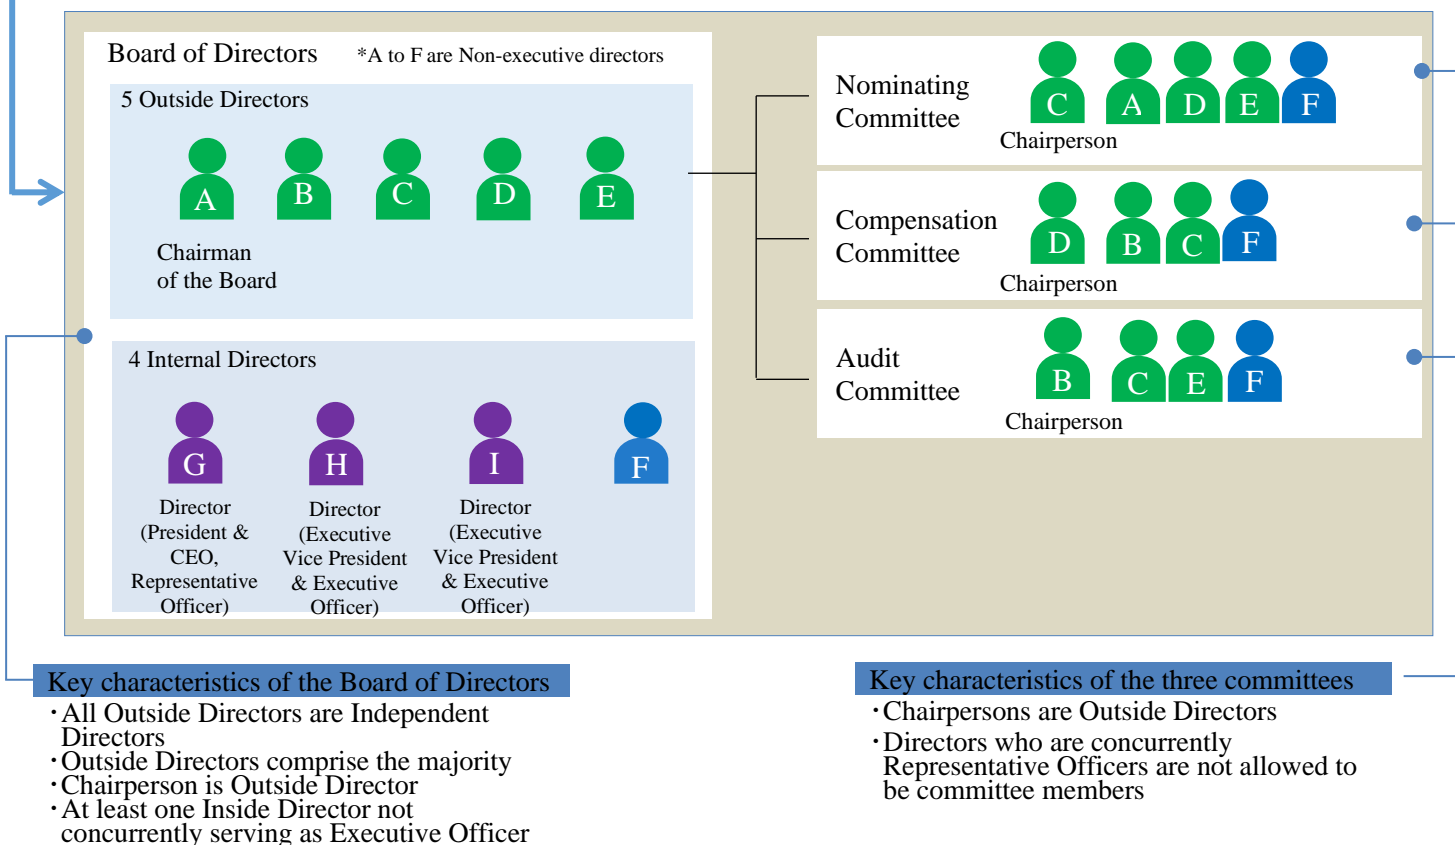 Board of Directors
*A to F are Non-executive directors
5 Outside Directors
A
B
C
D
E
Chairman
of the Board
4 Internal Directors
G
H
I
F
Director
(President &
CEO,
Representative
Officer)
Director
(Executive
Vice President
& Executive
Officer)
Director
(Executive
Vice President
& Executive
Officer)
Nominating
Committee
C
A
D
E
F
Chairperson
Compensation
Committee
D
B
C
F
Chairperson
Audit
Committee
B
C
E
F
Chairperson
Key characteristics of the Board of Directors
・All Outside Directors are Independent
Directors
・Outside Directors comprise the majority
・Chairperson is Outside Director
・At least one Inside Director not
concurrently serving as Executive Officer
Key characteristics of the three committees
・Chairpersons are Outside Directors
・Directors who are concurrently
Representative Officers are not allowed to
be committee members